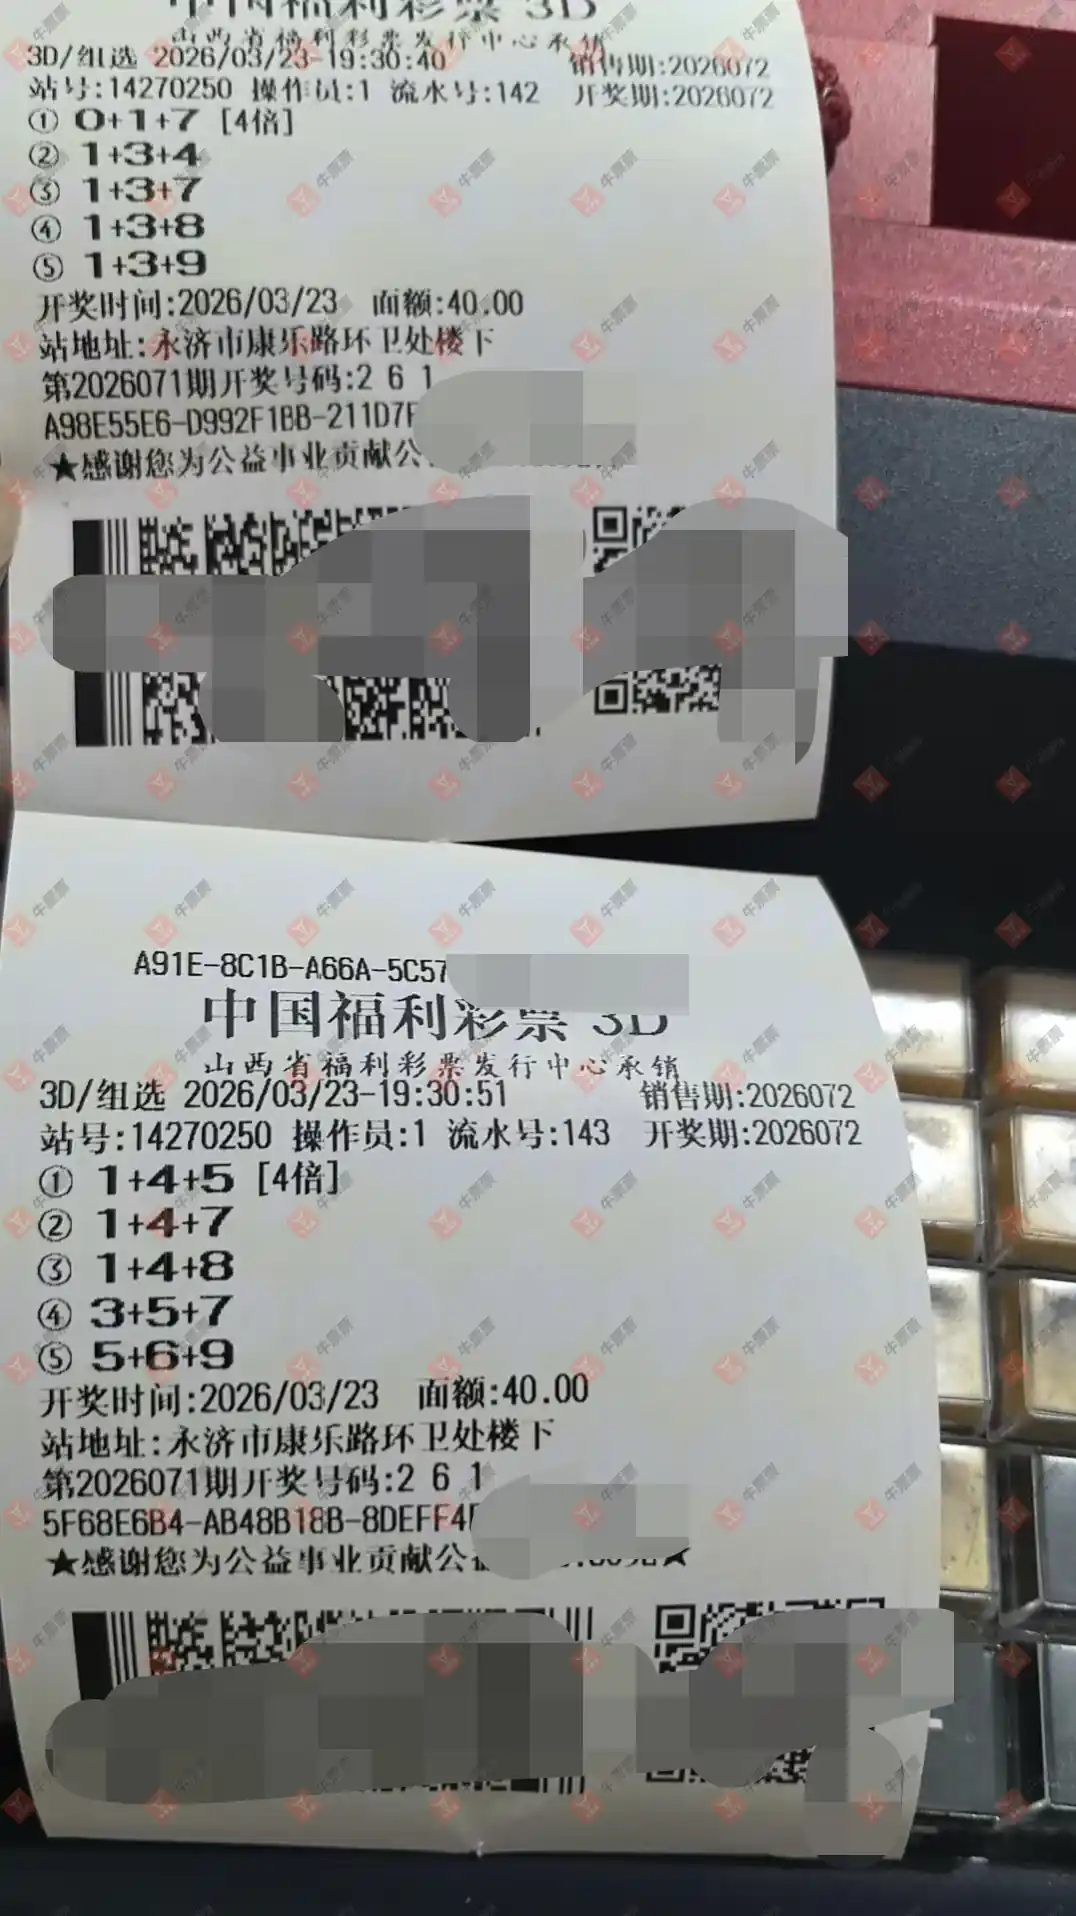 中国福利彩票 3D
山西省福利彩票发行中心承销
3D/组选 2026/03/23-19:30:40 销售期:2026072
站号:14270250 操作员:1 流水号:142 开奖期:2026072
① 0+1+7 [4倍]
② 1+3+4
③ 1+3+7
④ 1+3+8
⑤ 1+3+9
开奖时间:2026/03/23 面额:40.00
站地址:永济市康乐路环卫处楼下
第2026071期开奖号码:2 6 1
A98E55E6-D992F1BB-211D7F
★感谢您为公益事业贡献公
A91E-8C1B-A66A-5C57
中国福利彩票 3D
山西省福利彩票发行中心承销
3D/组选 2026/03/23-19:30:51 销售期:2026072
站号:14270250 操作员:1 流水号:143 开奖期:2026072
① 1+4+5 [4倍]
② 1+4+7
③ 1+4+8
④ 3+5+7
⑤ 5+6+9
开奖时间:2026/03/23 面额:40.00
站地址:永济市康乐路环卫处楼下
第2026071期开奖号码:2 6 1
5F68E6B4-AB48B18B-8DEFF4
★感谢您为公益事业贡献公 元★
牛票票